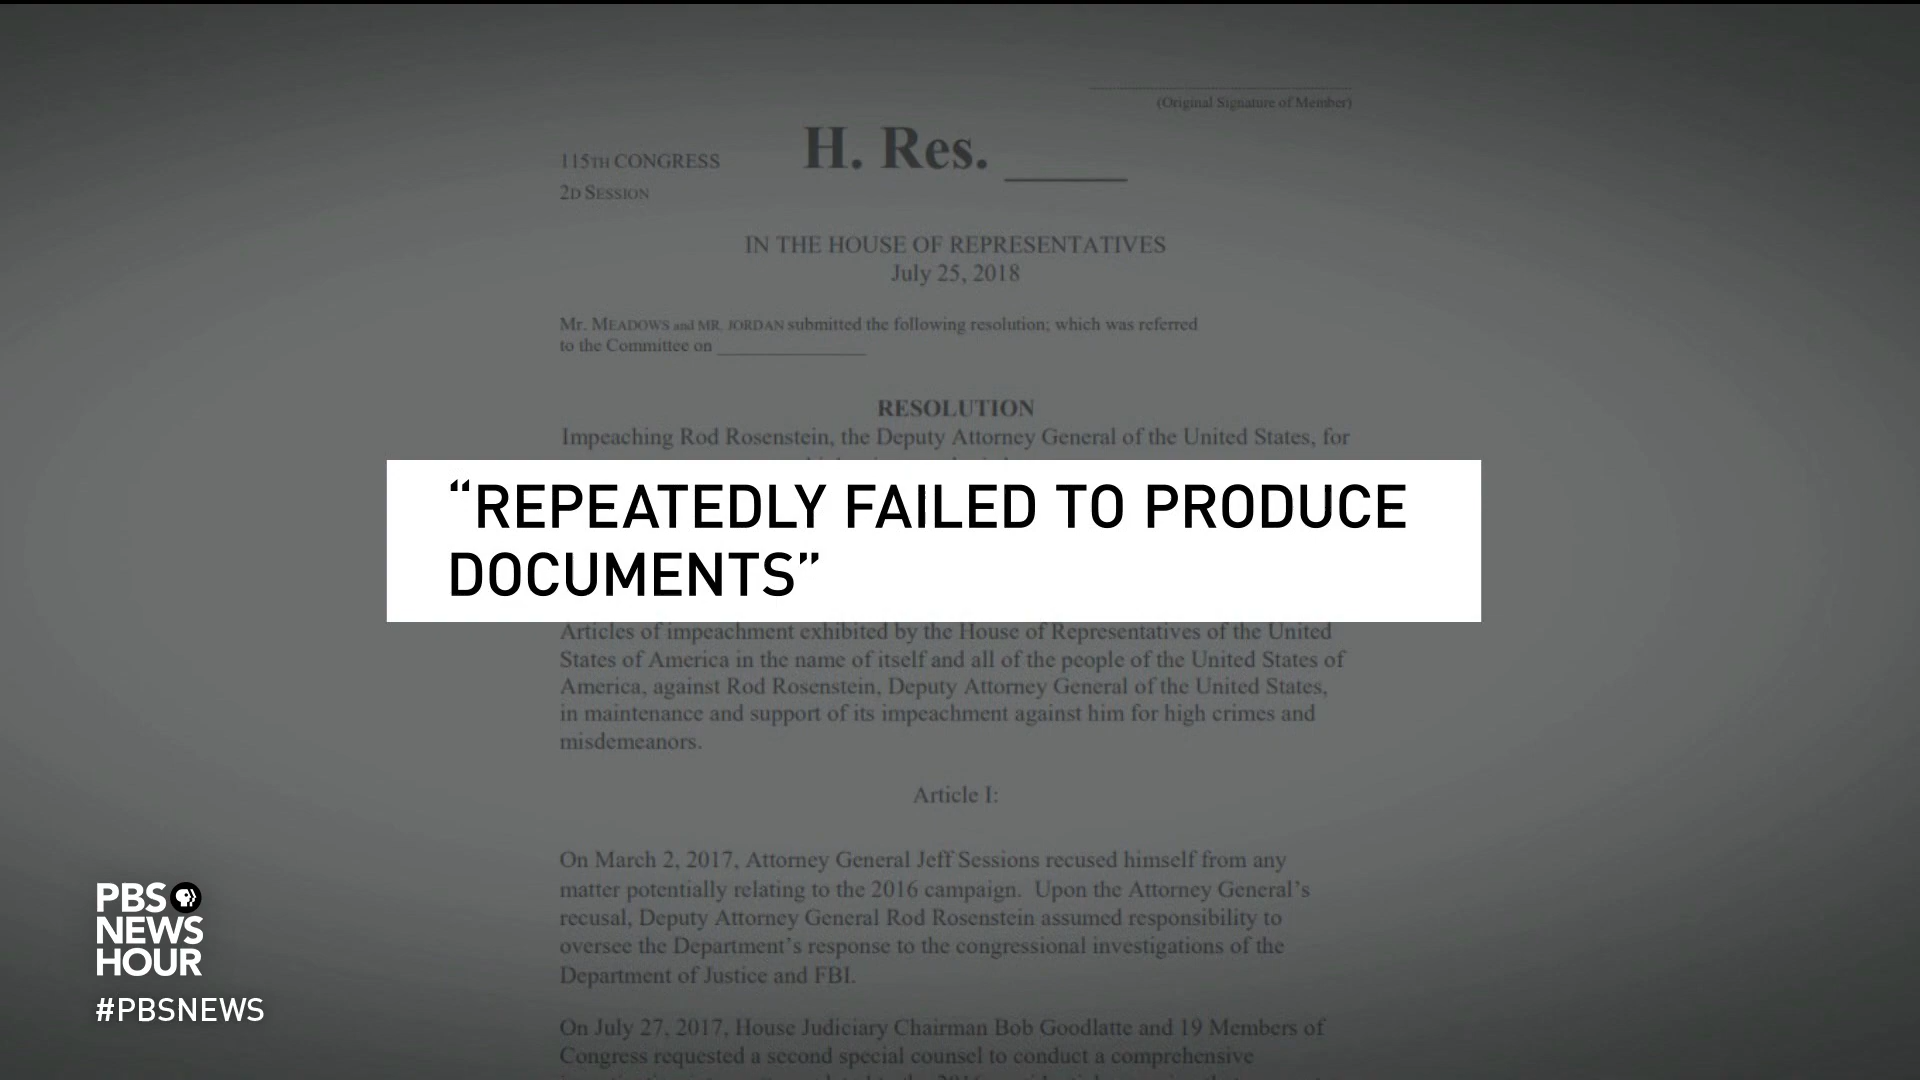 (Original Signature of Member)
115TH CONGRESS
2D SESSION
H. Res. ______
IN THE HOUSE OF REPRESENTATIVES
July 25, 2018
Mr. MEADOWS and MR. JORDAN submitted the following resolution; which was referred
to the Committee on ______________
RESOLUTION
Impeaching Rod Rosenstein, the Deputy Attorney General of the United States, for
“REPEATEDLY FAILED TO PRODUCE
DOCUMENTS”
Articles of impeachment exhibited by the House of Representatives of the United
States of America in the name of itself and all of the people of the United States of
America, against Rod Rosenstein, Deputy Attorney General of the United States,
in maintenance and support of its impeachment against him for high crimes and
misdemeanors.
Article I:
On March 2, 2017, Attorney General Jeff Sessions recused himself from any
matter potentially relating to the 2016 campaign. Upon the Attorney General’s
recusal, Deputy Attorney General Rod Rosenstein assumed responsibility to
oversee the Department’s response to the congressional investigations of the
Department of Justice and FBI.
On July 27, 2017, House Judiciary Chairman Bob Goodlatte and 19 Members of
Congress requested a second special counsel to conduct a comprehensive
PBS
NEWS
HOUR
#PBSNEWS